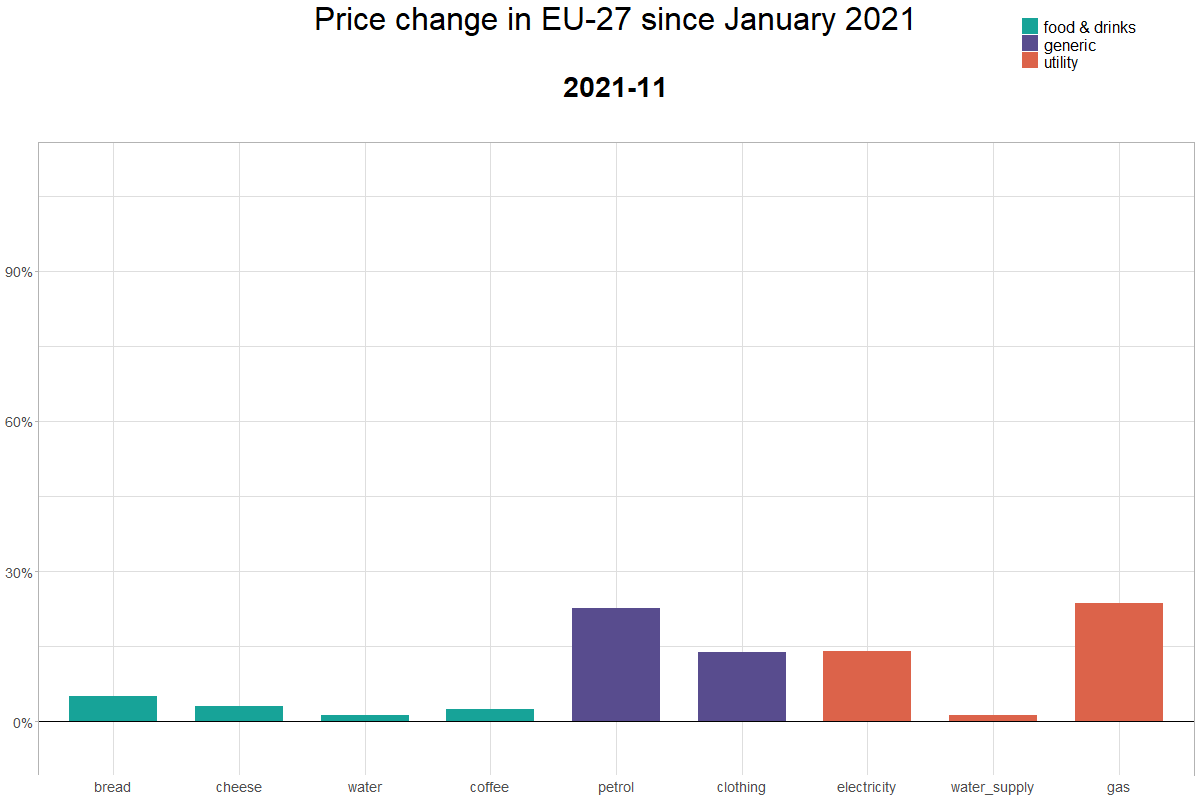 Price change in EU-27 since January 2021
food & drinks
generic
utility
2021-11
90%
60%
30%
0%
bread cheese water coffee petrol clothing electricity water_supply gas